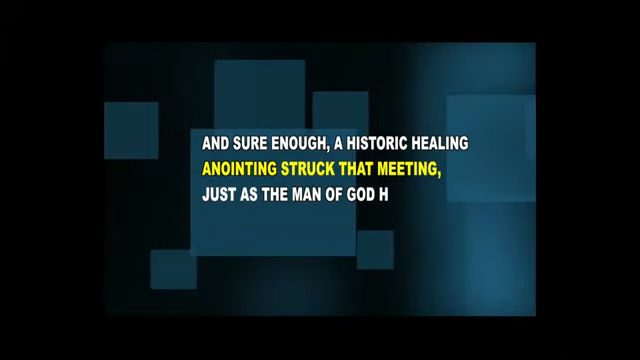 AND SURE ENOUGH, A HISTORIC HEALING
ANOINTING STRUCK THAT MEETING,
JUST AS THE MAN OF GOD H